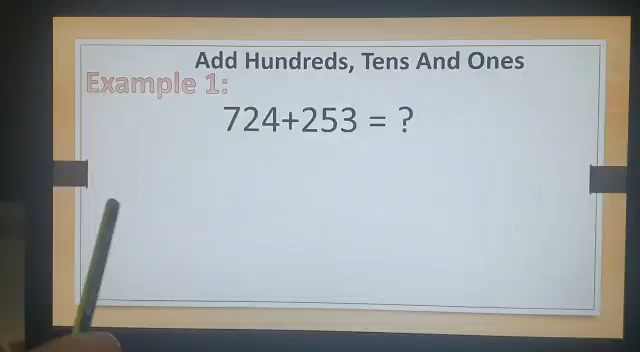 Add Hundreds, Tens And Ones
Example 1:
724+253 = ?